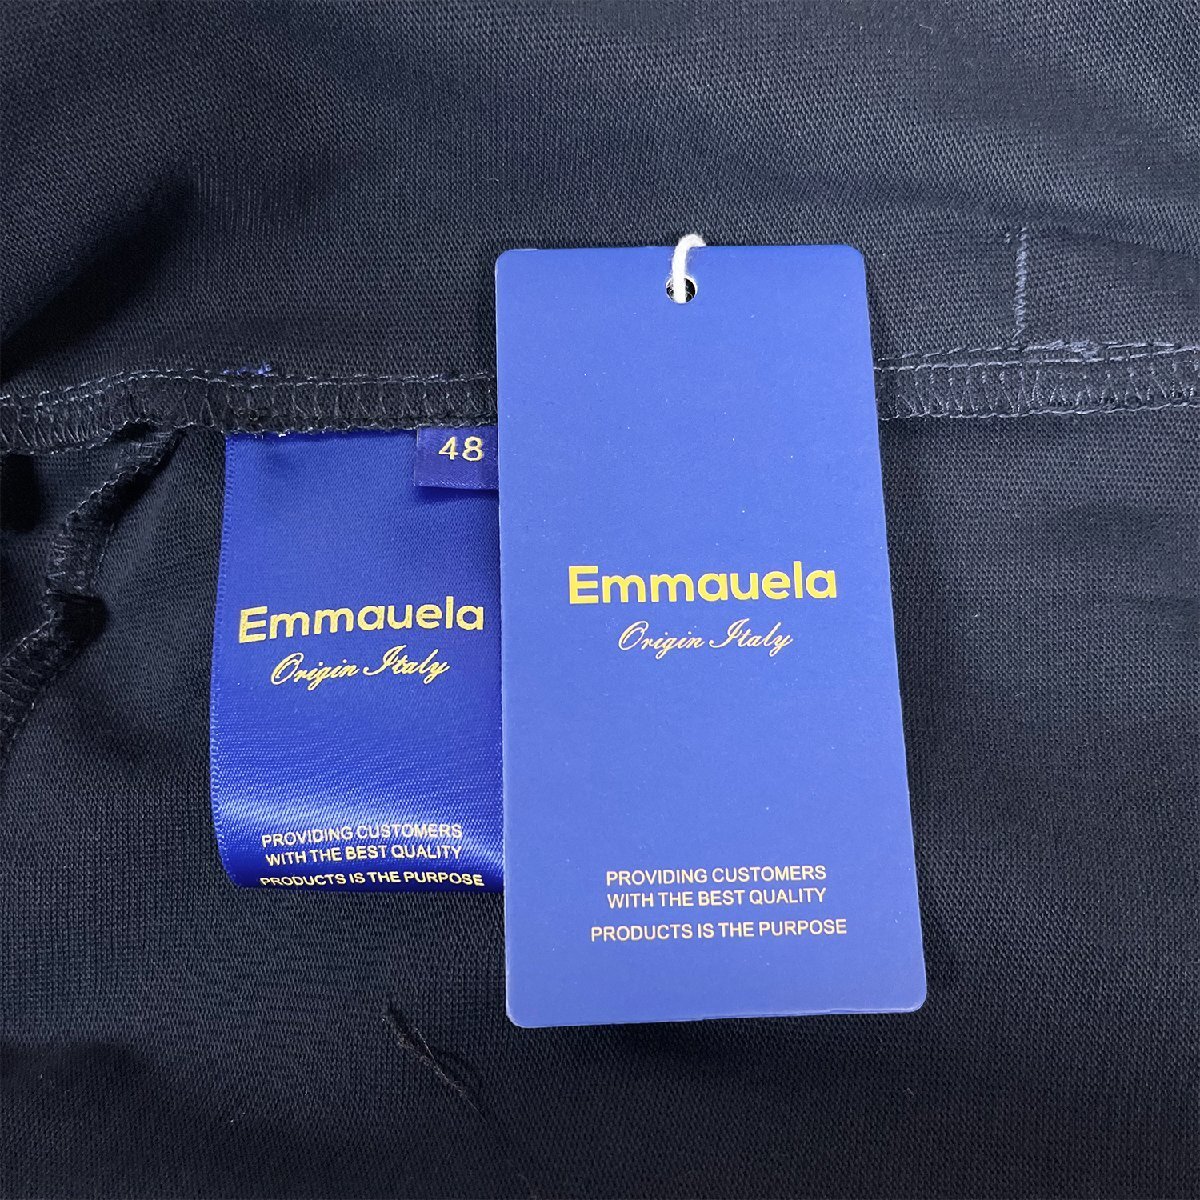 48
Emmauela
Origin Italy
PROVIDING CUSTOMERS
WITH THE BEST QUALITY
PRODUCTS IS THE PURPOSE
Emmauela
Origin Italy
PROVIDING CUSTOMERS
WITH THE BEST QUALITY
PRODUCTS IS THE PURPOSE